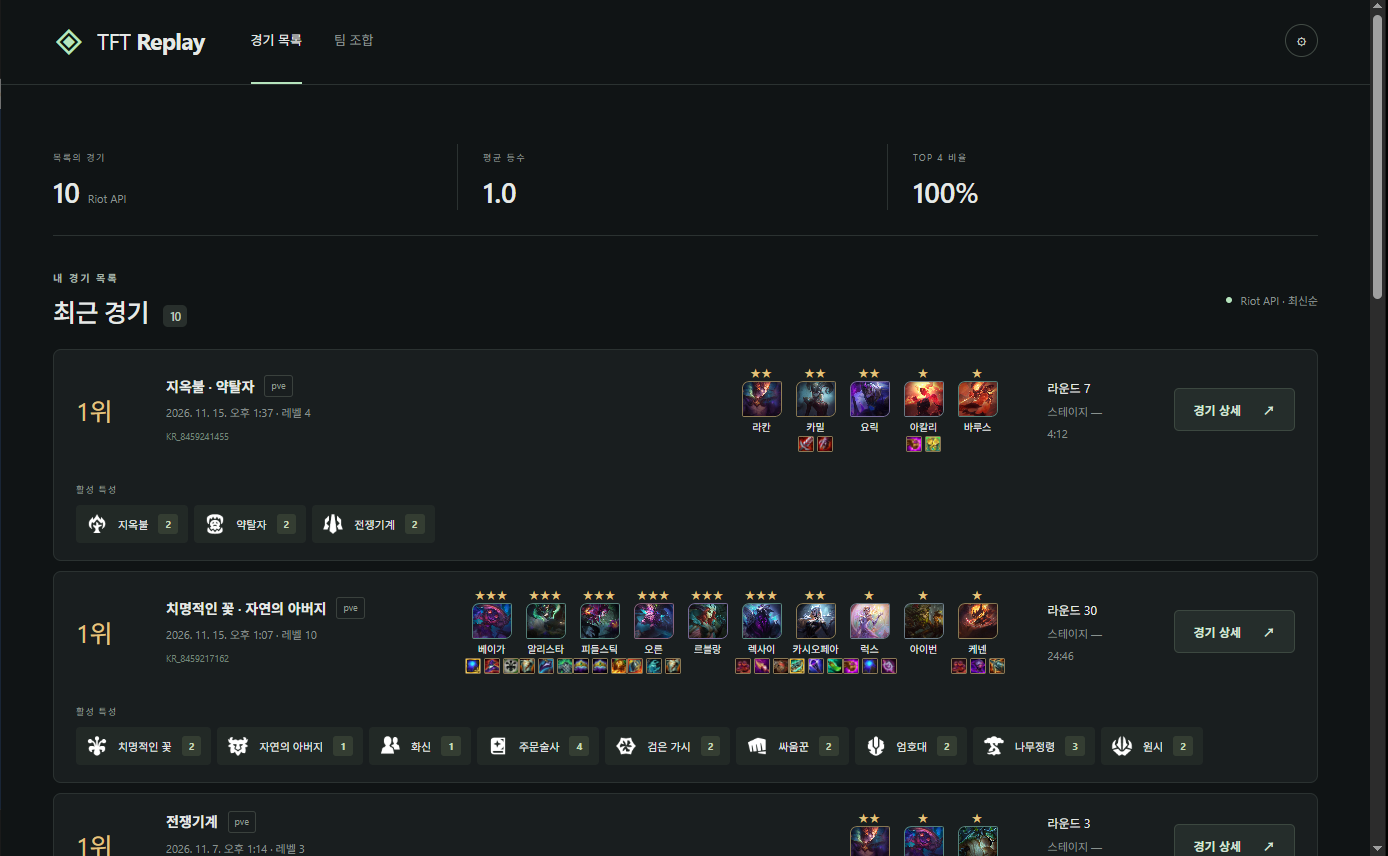 TFT Replay
경기 목록
팀 조합
목록의 경기
10 Riot API
평균 등수
1.0
TOP 4 비율
100%
내 경기 목록
최근 경기 10
Riot API · 최신순
1위
지옥불 · 약탈자 pve
2026. 11. 15. 오후 1:37 · 레벨 4
KR_8459241455
★★ ★★ ★★ ★ ★
라칸 카밀 요릭 아칼리 바루스
라운드 7
스테이지 —
4:12
경기 상세 ↗
활성 특성
지옥불 2 약탈자 2 전쟁기계 2
1위
치명적인 꽃 · 자연의 아버지 pve
2026. 11. 15. 오후 1:07 · 레벨 10
KR_8459217162
★★★ ★★★ ★★★ ★★★ ★★★ ★★★ ★★ ★ ★ ★
베이가 알리스타 피들스틱 오른 르블랑 렉사이 카시오페아 럭스 아이번 케넨
라운드 30
스테이지 —
24:46
경기 상세 ↗
활성 특성
치명적인 꽃 2 자연의 아버지 1 화신 1 주문술사 4 검은 가시 2 싸움꾼 2 엄호대 2 나무정령 3 원시 2
1위
전쟁기계 pve
2026. 11. 7. 오후 1:14 · 레벨 3
★★ ★ ★
라운드 3
스테이지 —
경기 상세 ↗